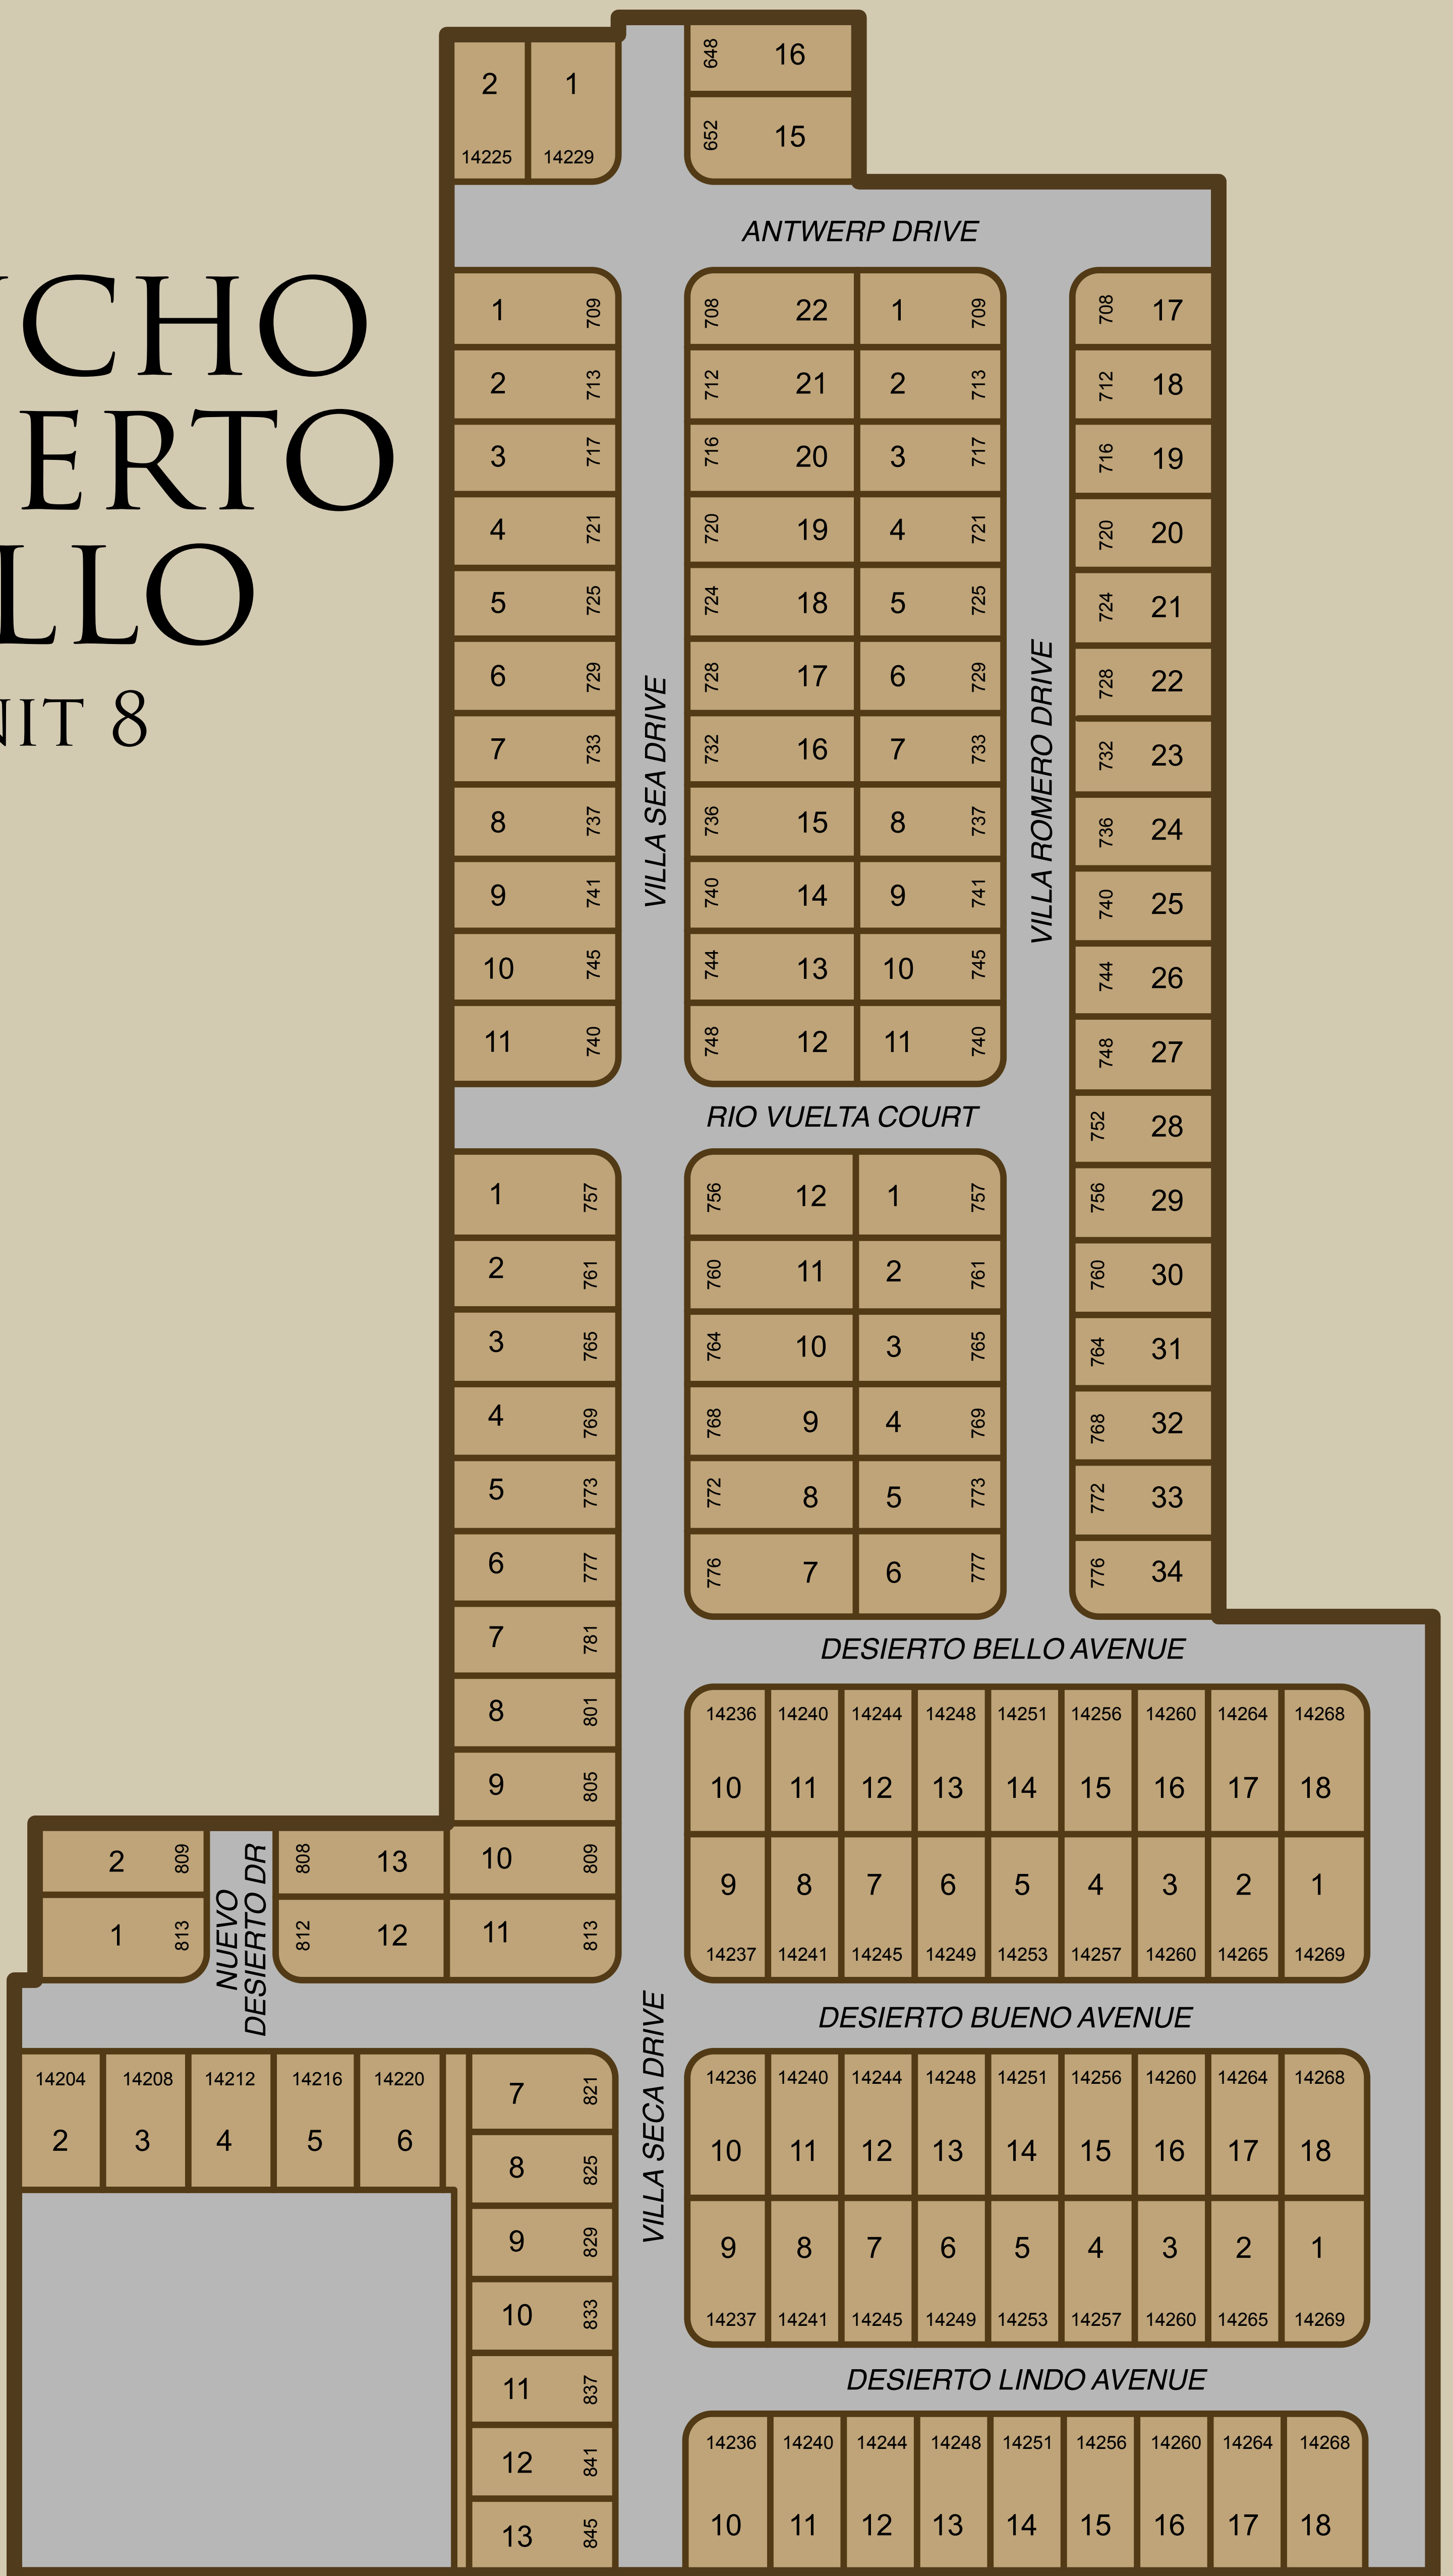 NCHO
ERTO
LLO
NIT 8
2 1
14225 14229
648 16
652 15
ANTWERP DRIVE
1 709 708 22 1 709 708 17
2 713 712 21 2 713 712 18
3 717 716 20 3 717 716 19
4 721 720 19 4 721 720 20
5 725 724 18 5 725 724 21
6 729 728 17 6 729 728 22
7 733 732 16 7 733 732 23
8 737 736 15 8 737 736 24
9 741 740 14 9 741 740 25
10 745 744 13 10 745 744 26
11 740 748 12 11 740 748 27
VILLA SEA DRIVE
VILLA ROMERO DRIVE
RIO VUELTA COURT
752 28
1 757 756 12 1 757 756 29
2 761 760 11 2 761 760 30
3 765 764 10 3 765 764 31
4 769 768 9 4 769 768 32
5 773 772 8 5 773 772 33
6 777 776 7 6 777 776 34
7 781
DESIERTO BELLO AVENUE
8 801
9 805
10 809
11 813
14236 14240 14244 14248 14251 14256 14260 14264 14268
10 11 12 13 14 15 16 17 18
9 8 7 6 5 4 3 2 1
14237 14241 14245 14249 14253 14257 14260 14265 14269
2 809 808 13
1 813 812 12
NUEVO
DESIERTO DR
DESIERTO BUENO AVENUE
VILLA SECA DRIVE
14204 14208 14212 14216 14220
2 3 4 5 6
7 821
8 825
9 829
10 833
11 837
12 841
13 845
14236 14240 14244 14248 14251 14256 14260 14264 14268
10 11 12 13 14 15 16 17 18
9 8 7 6 5 4 3 2 1
14237 14241 14245 14249 14253 14257 14260 14265 14269
DESIERTO LINDO AVENUE
14236 14240 14244 14248 14251 14256 14260 14264 14268
10 11 12 13 14 15 16 17 18